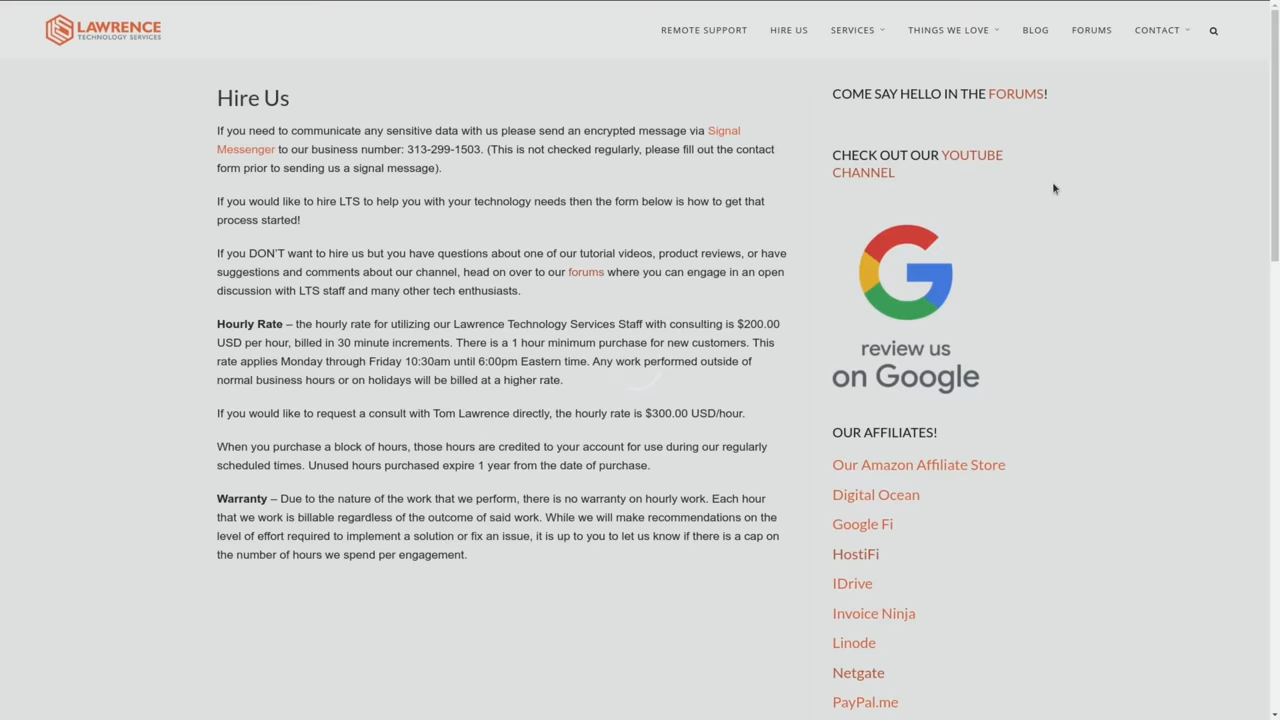 LAWRENCE
TECHNOLOGY SERVICES
REMOTE SUPPORT HIRE US SERVICES THINGS WE LOVE BLOG FORUMS CONTACT
Hire Us
If you need to communicate any sensitive data with us please send an encrypted message via Signal
Messenger to our business number: 313-299-1503. (This is not checked regularly, please fill out the contact
form prior to sending us a signal message).
If you would like to hire LTS to help you with your technology needs then the form below is how to get that
process started!
If you DON'T want to hire us but you have questions about one of our tutorial videos, product reviews, or have
suggestions and comments about our channel, head on over to our forums where you can engage in an open
discussion with LTS staff and many other tech enthusiasts.
Hourly Rate – the hourly rate for utilizing our Lawrence Technology Services Staff with consulting is $200.00
USD per hour, billed in 30 minute increments. There is a 1 hour minimum purchase for new customers. This
rate applies Monday through Friday 10:30am until 6:00pm Eastern time. Any work performed outside of
normal business hours or on holidays will be billed at a higher rate.
If you would like to request a consult with Tom Lawrence directly, the hourly rate is $300.00 USD/hour.
When you purchase a block of hours, those hours are credited to your account for use during our regularly
scheduled times. Unused hours purchased expire 1 year from the date of purchase.
Warranty – Due to the nature of the work that we perform, there is no warranty on hourly work. Each hour
that we work is billable regardless of the outcome of said work. While we will make recommendations on the
level of effort required to implement a solution or fix an issue, it is up to you to let us know if there is a cap on
the number of hours we spend per engagement.
COME SAY HELLO IN THE FORUMS!
CHECK OUT OUR YOUTUBE
CHANNEL
review us
on Google
OUR AFFILIATES!
Our Amazon Affiliate Store
Digital Ocean
Google Fi
HostiFi
IDrive
Invoice Ninja
Linode
Netgate
PayPal.me